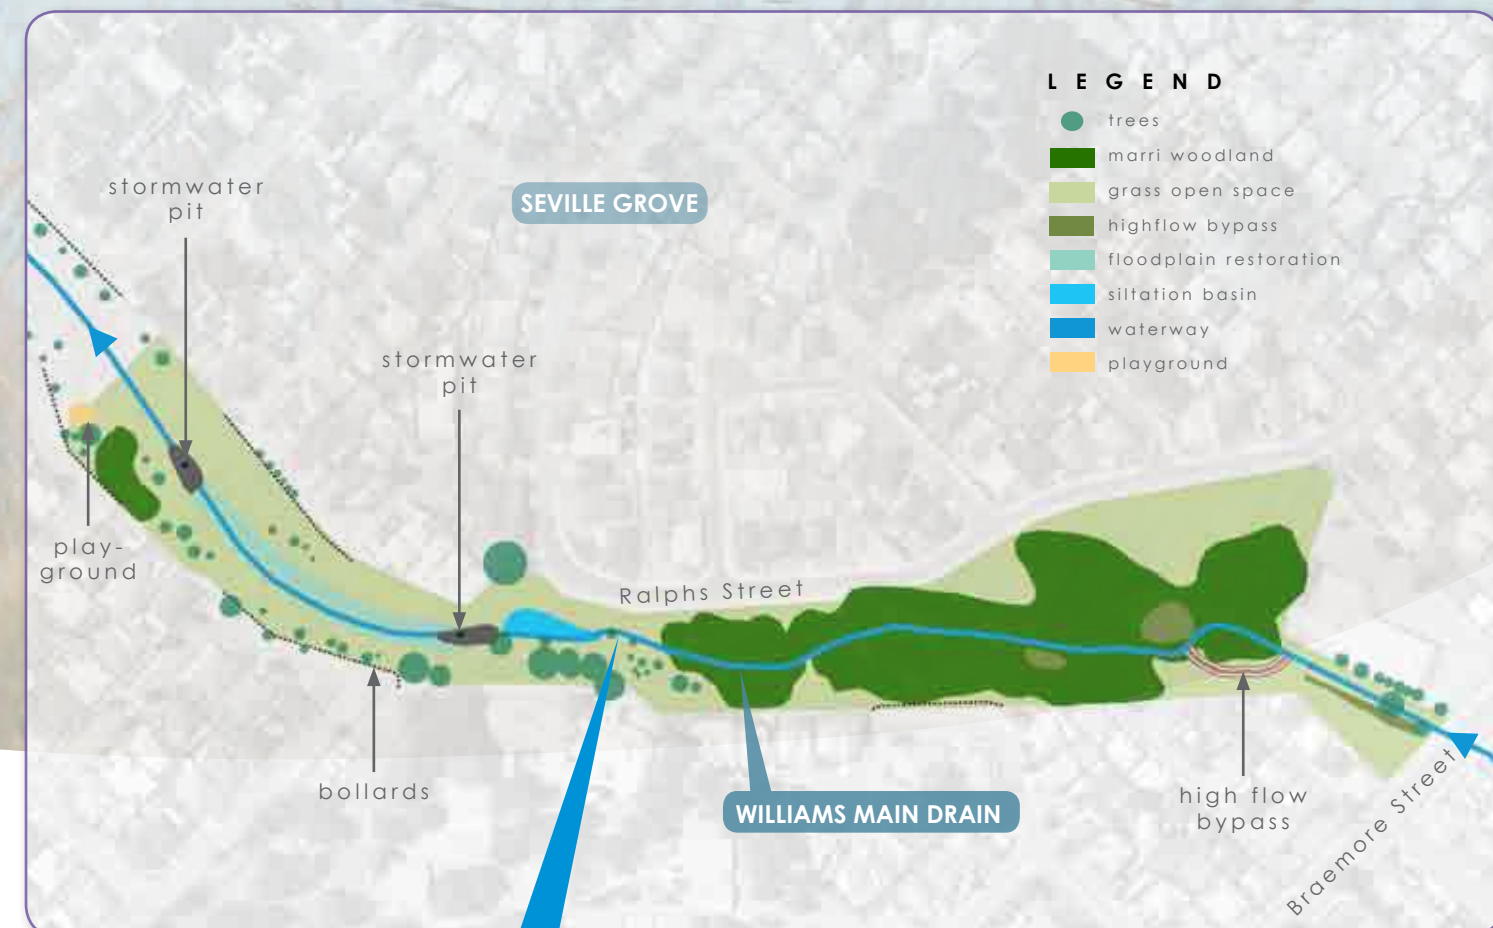 LEGEND
trees
marri woodland
grass open space
highflow bypass
floodplain restoration
siltation basin
waterway
playground
stormwater
pit
SEVILLE GROVE
stormwater
pit
play-
ground
Ralphs Street
bollards
WILLIAMS MAIN DRAIN
high flow
bypass
Braemore Street